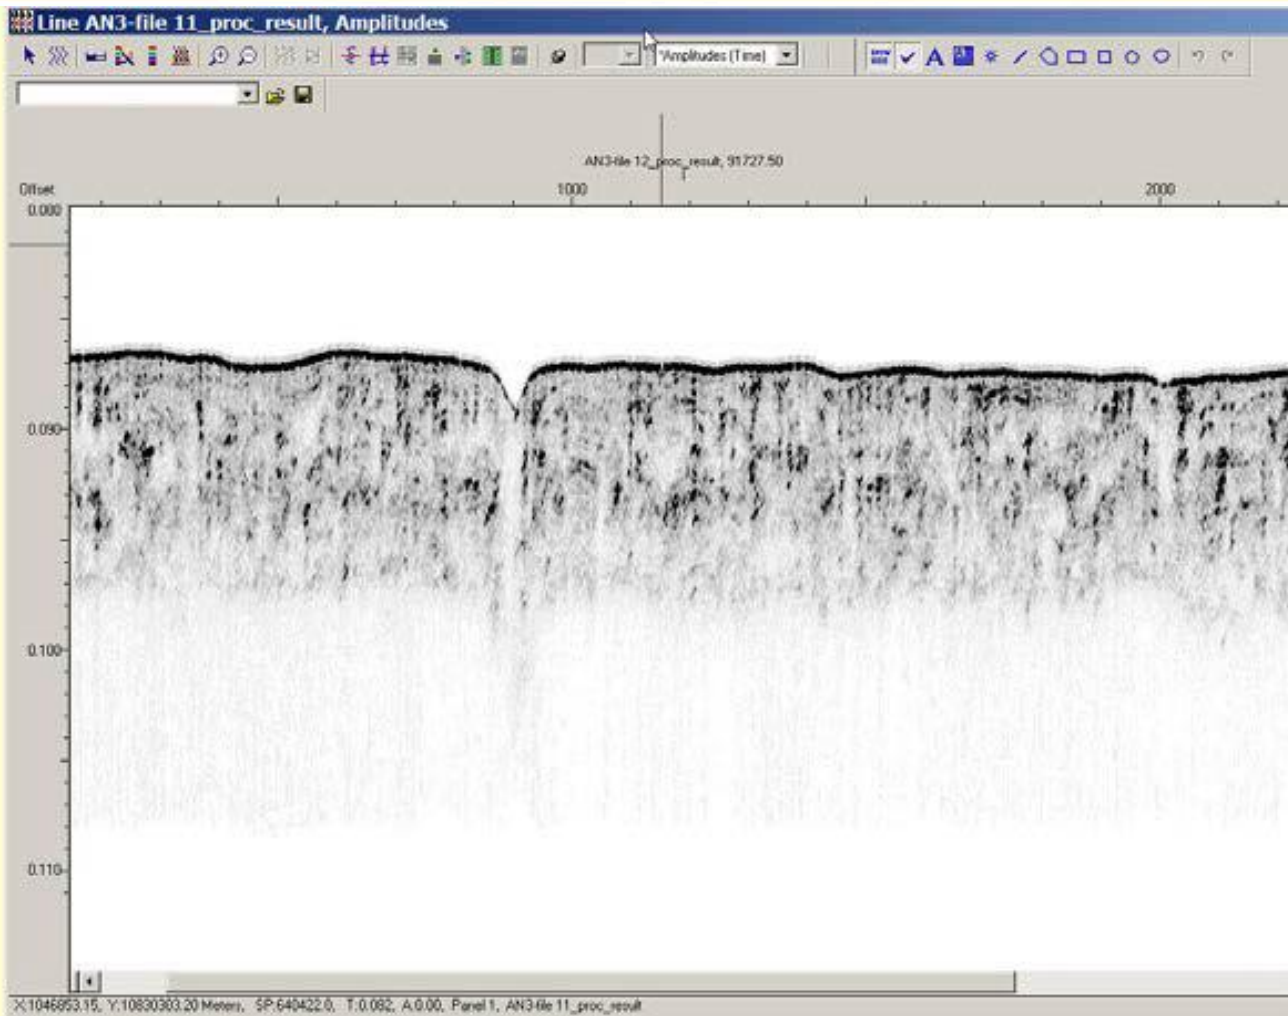 Line AN3-file 11_proc_result, Amplitudes
*Amplitudes (Time)
AN3-file 12_proc_result, 91727.50
Offset 1000 2000
0.080
0.090
0.100
0.110
X:1046853.15, Y:10830303.20 Meters, SP:640422.0, T:0.082, A:0.00, Panel 1, AN3-file 11_proc_result